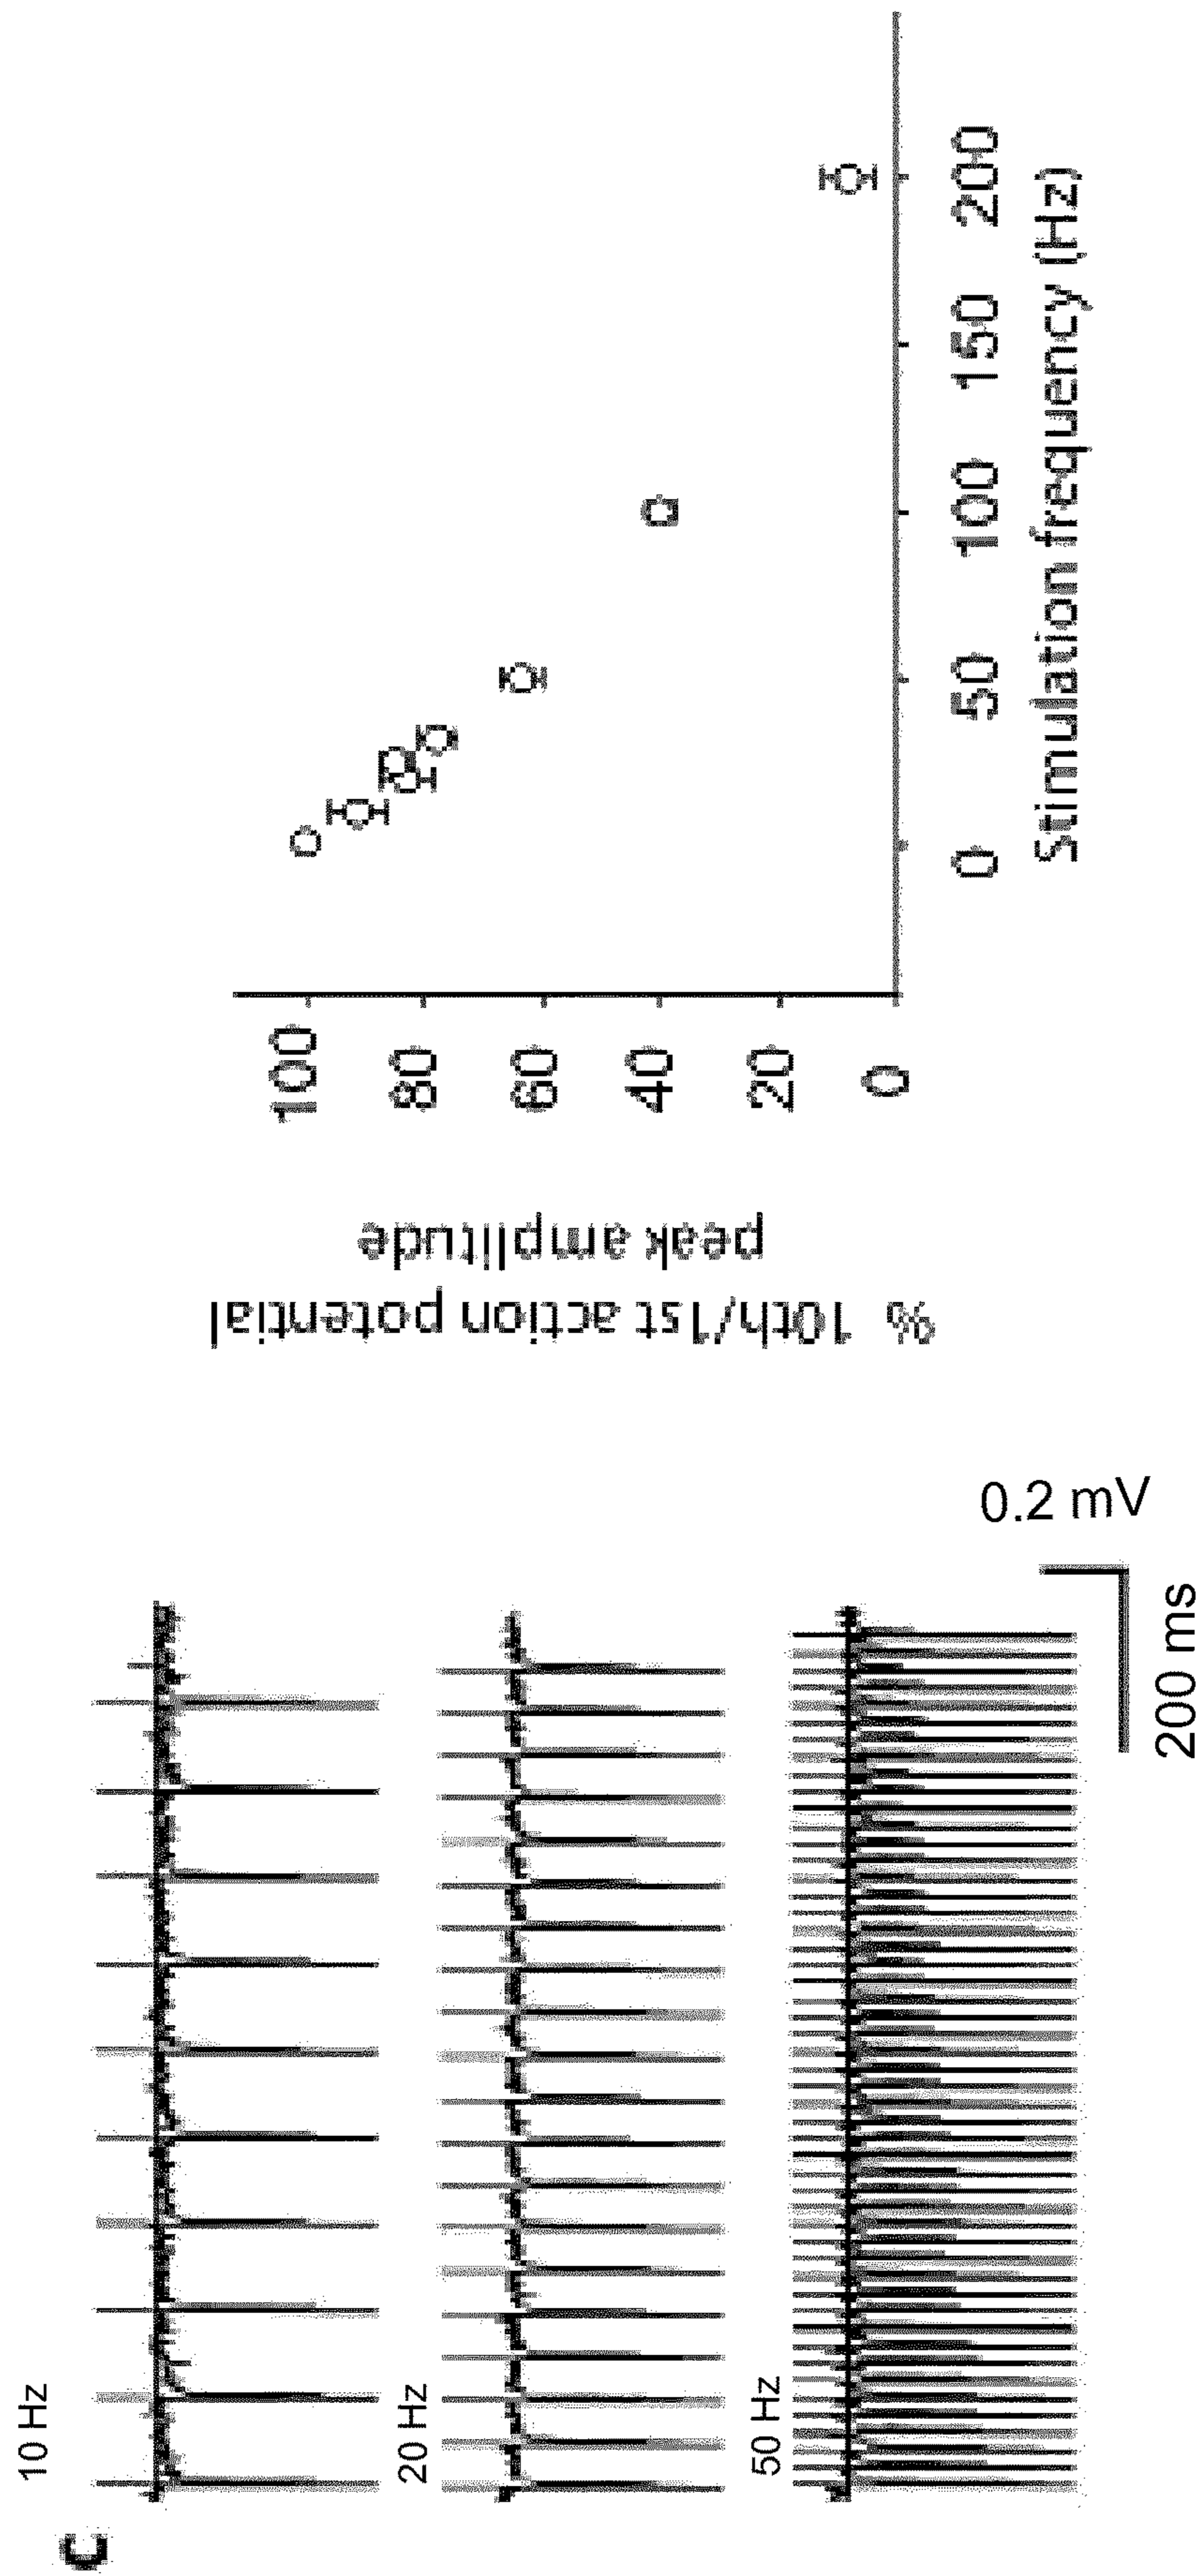 C
10 Hz
20 Hz
50 Hz
0.2 mV
200 ms
% 10th/1st action potential
peak amplitude
100
80
60
40
20
0
0 50 100 150 200
Stimulation frequency (Hz)